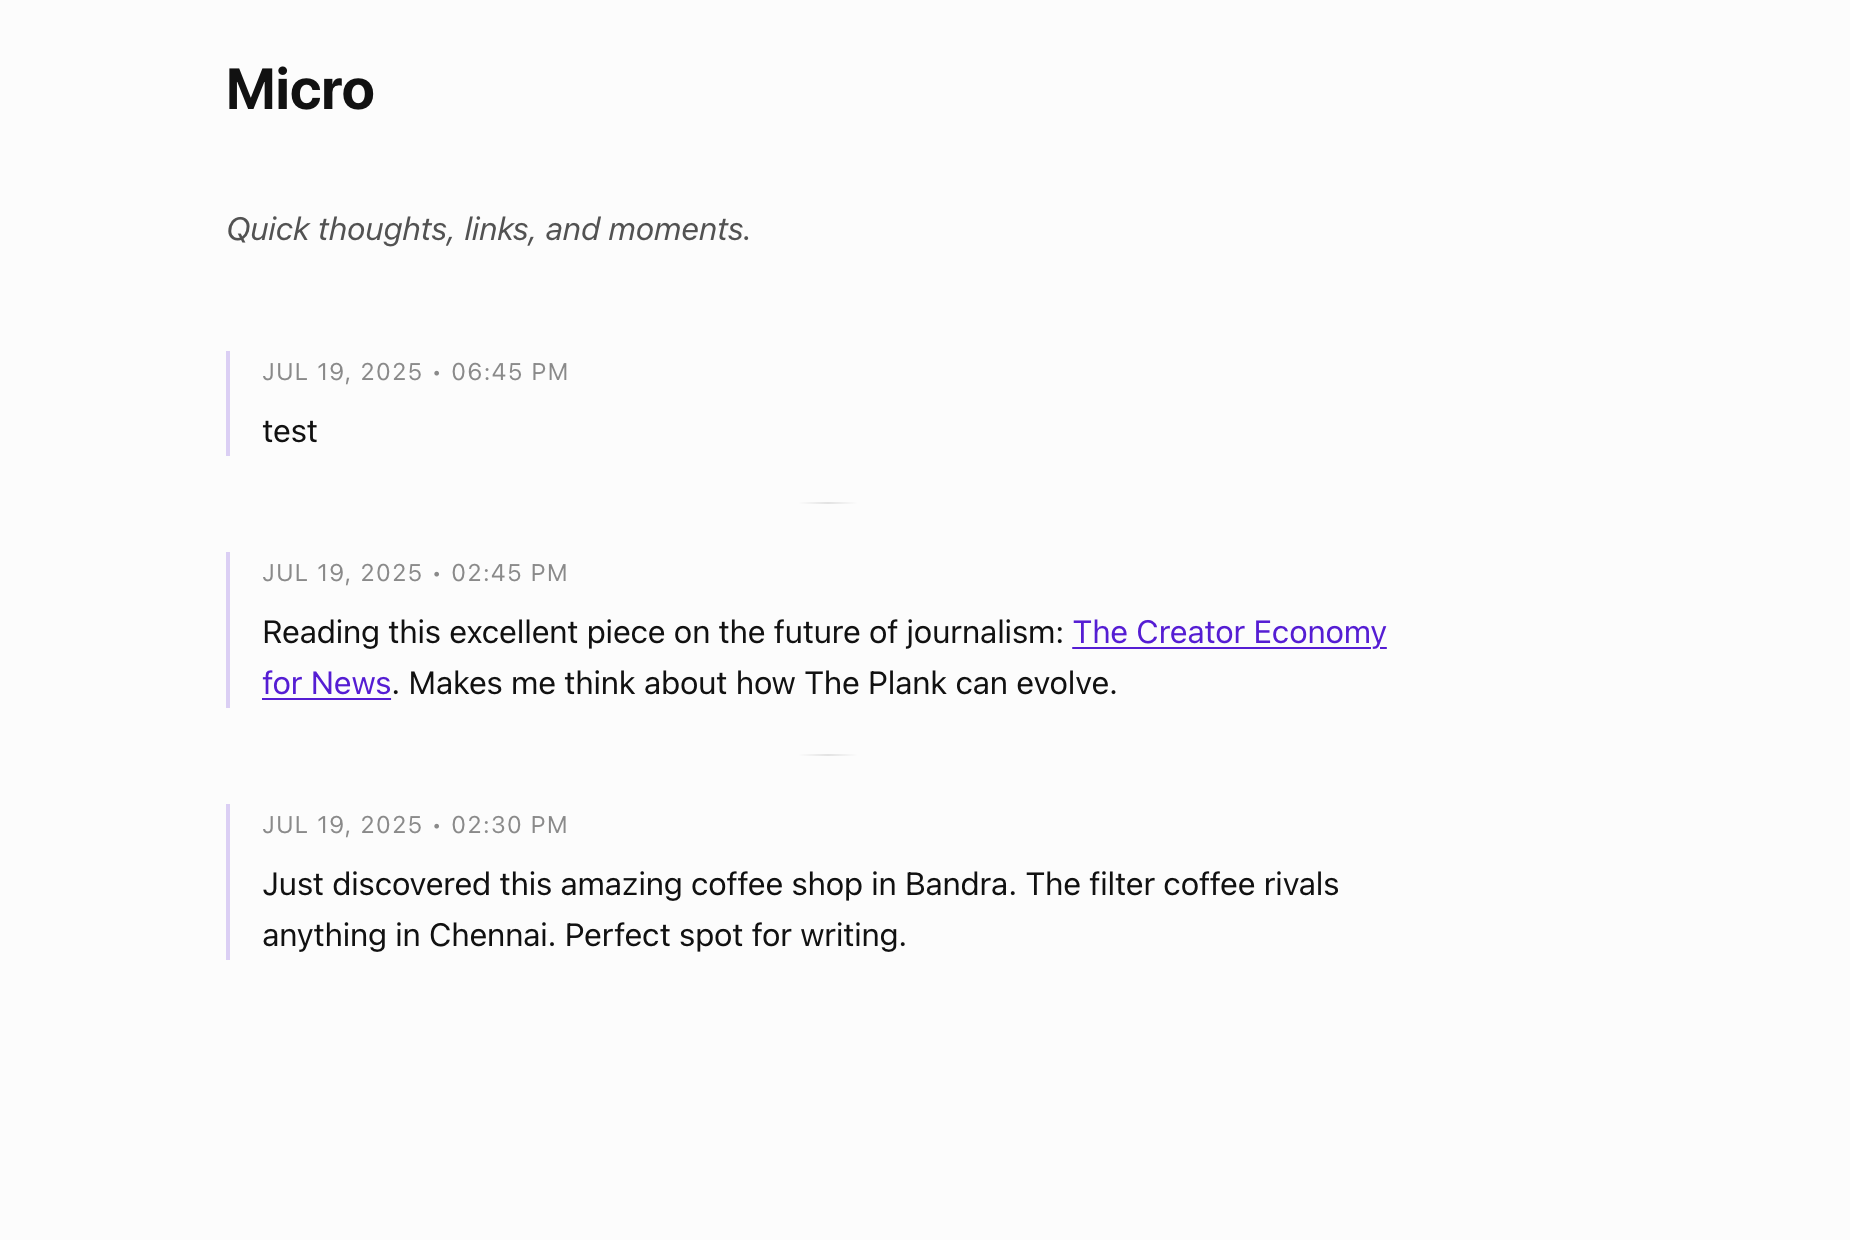 Micro
Quick thoughts, links, and moments.
JUL 19, 2025 • 06:45 PM
test
JUL 19, 2025 • 02:45 PM
Reading this excellent piece on the future of journalism: The Creator Economy
for News. Makes me think about how The Plank can evolve.
JUL 19, 2025 • 02:30 PM
Just discovered this amazing coffee shop in Bandra. The filter coffee rivals
anything in Chennai. Perfect spot for writing.